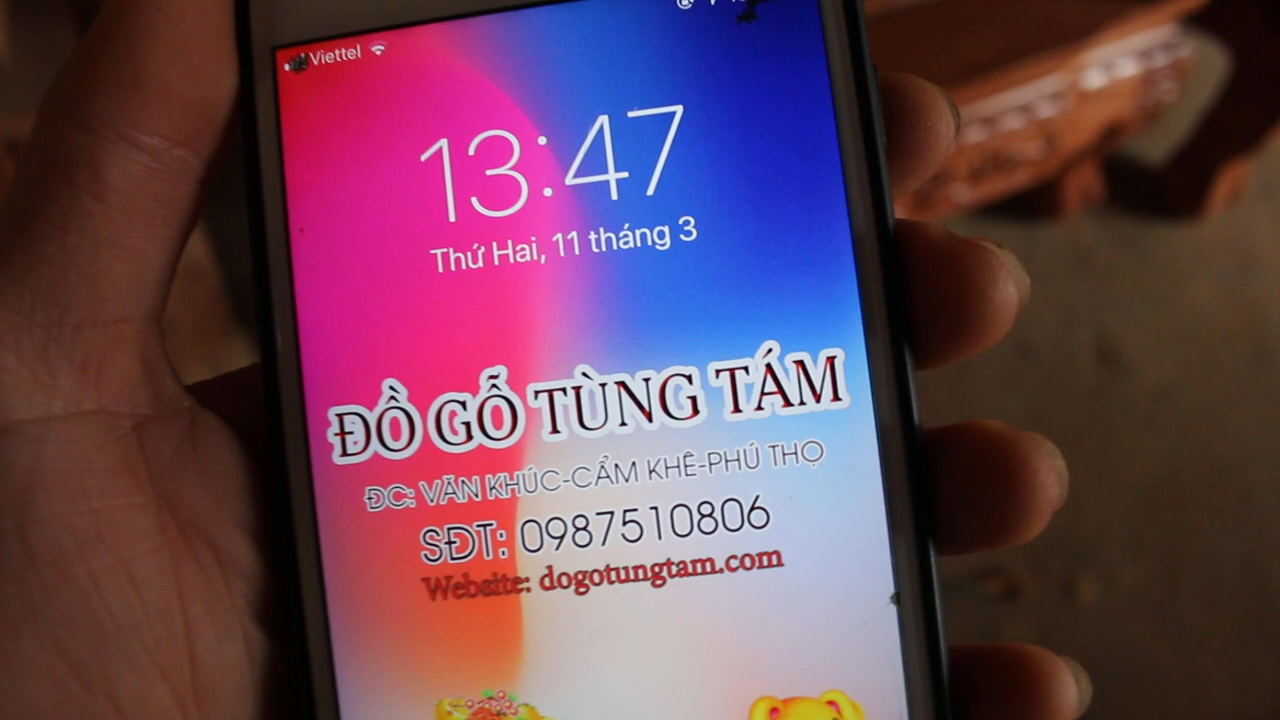 Viettel
13:47
Thứ Hai, 11 tháng 3
ĐỒ GỖ TÙNG TÁM
ĐC: VĂN KHÚC-CẨM KHÊ-PHÚ THỌ
SĐT: 0987510806
Website: dogotungtam.com